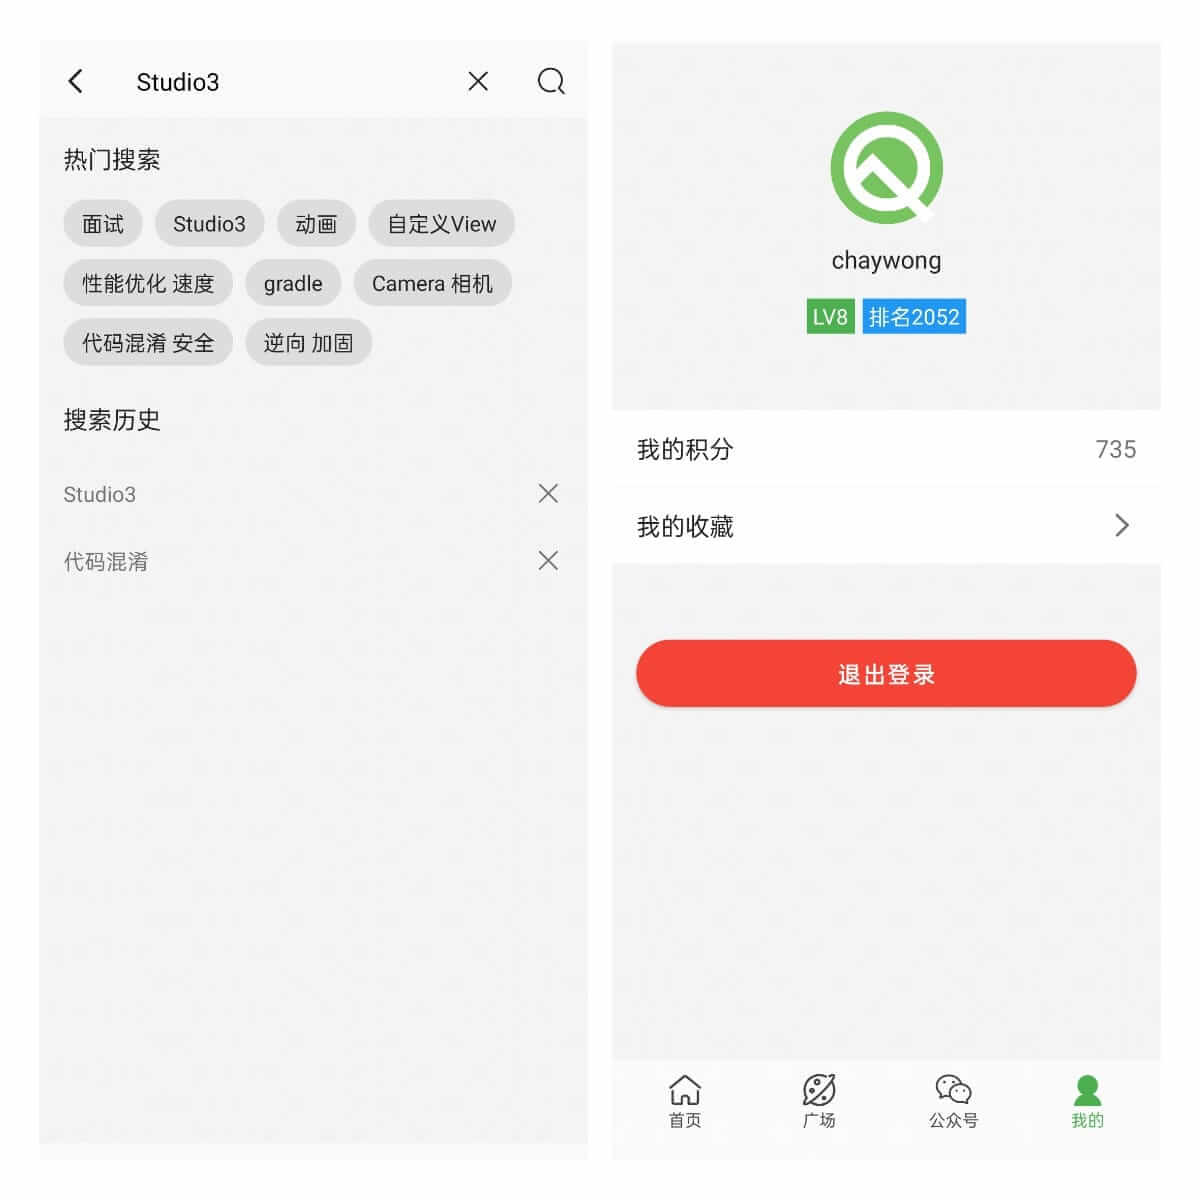 Studio3
热门搜索
面试 Studio3 动画 自定义View
性能优化 速度 gradle Camera 相机
代码混淆 安全 逆向 加固
搜索历史
Studio3
代码混淆
chaywong
LV8 排名2052
我的积分 735
我的收藏
退出登录
首页 广场 公众号 我的